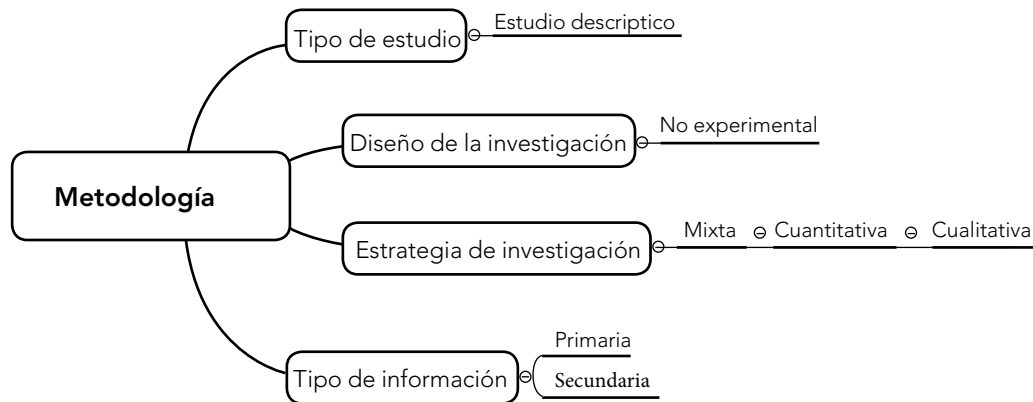 Tipo de estudio
Estudio descriptico
Diseño de la investigación
No experimental
Metodología
Estrategia de investigación
Mixta
Cuantitativa
Cualitativa
Tipo de información
Primaria
Secundaria